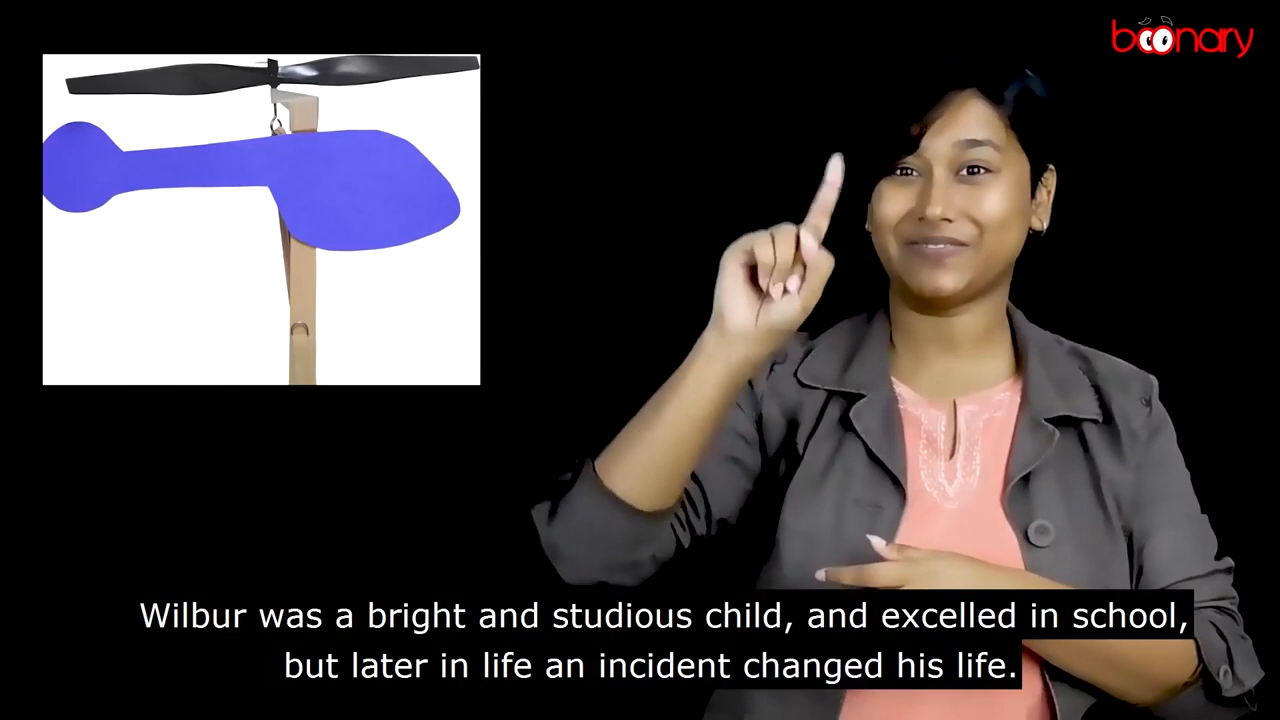 boonary
Wilbur was a bright and studious child, and excelled in school,
but later in life an incident changed his life.